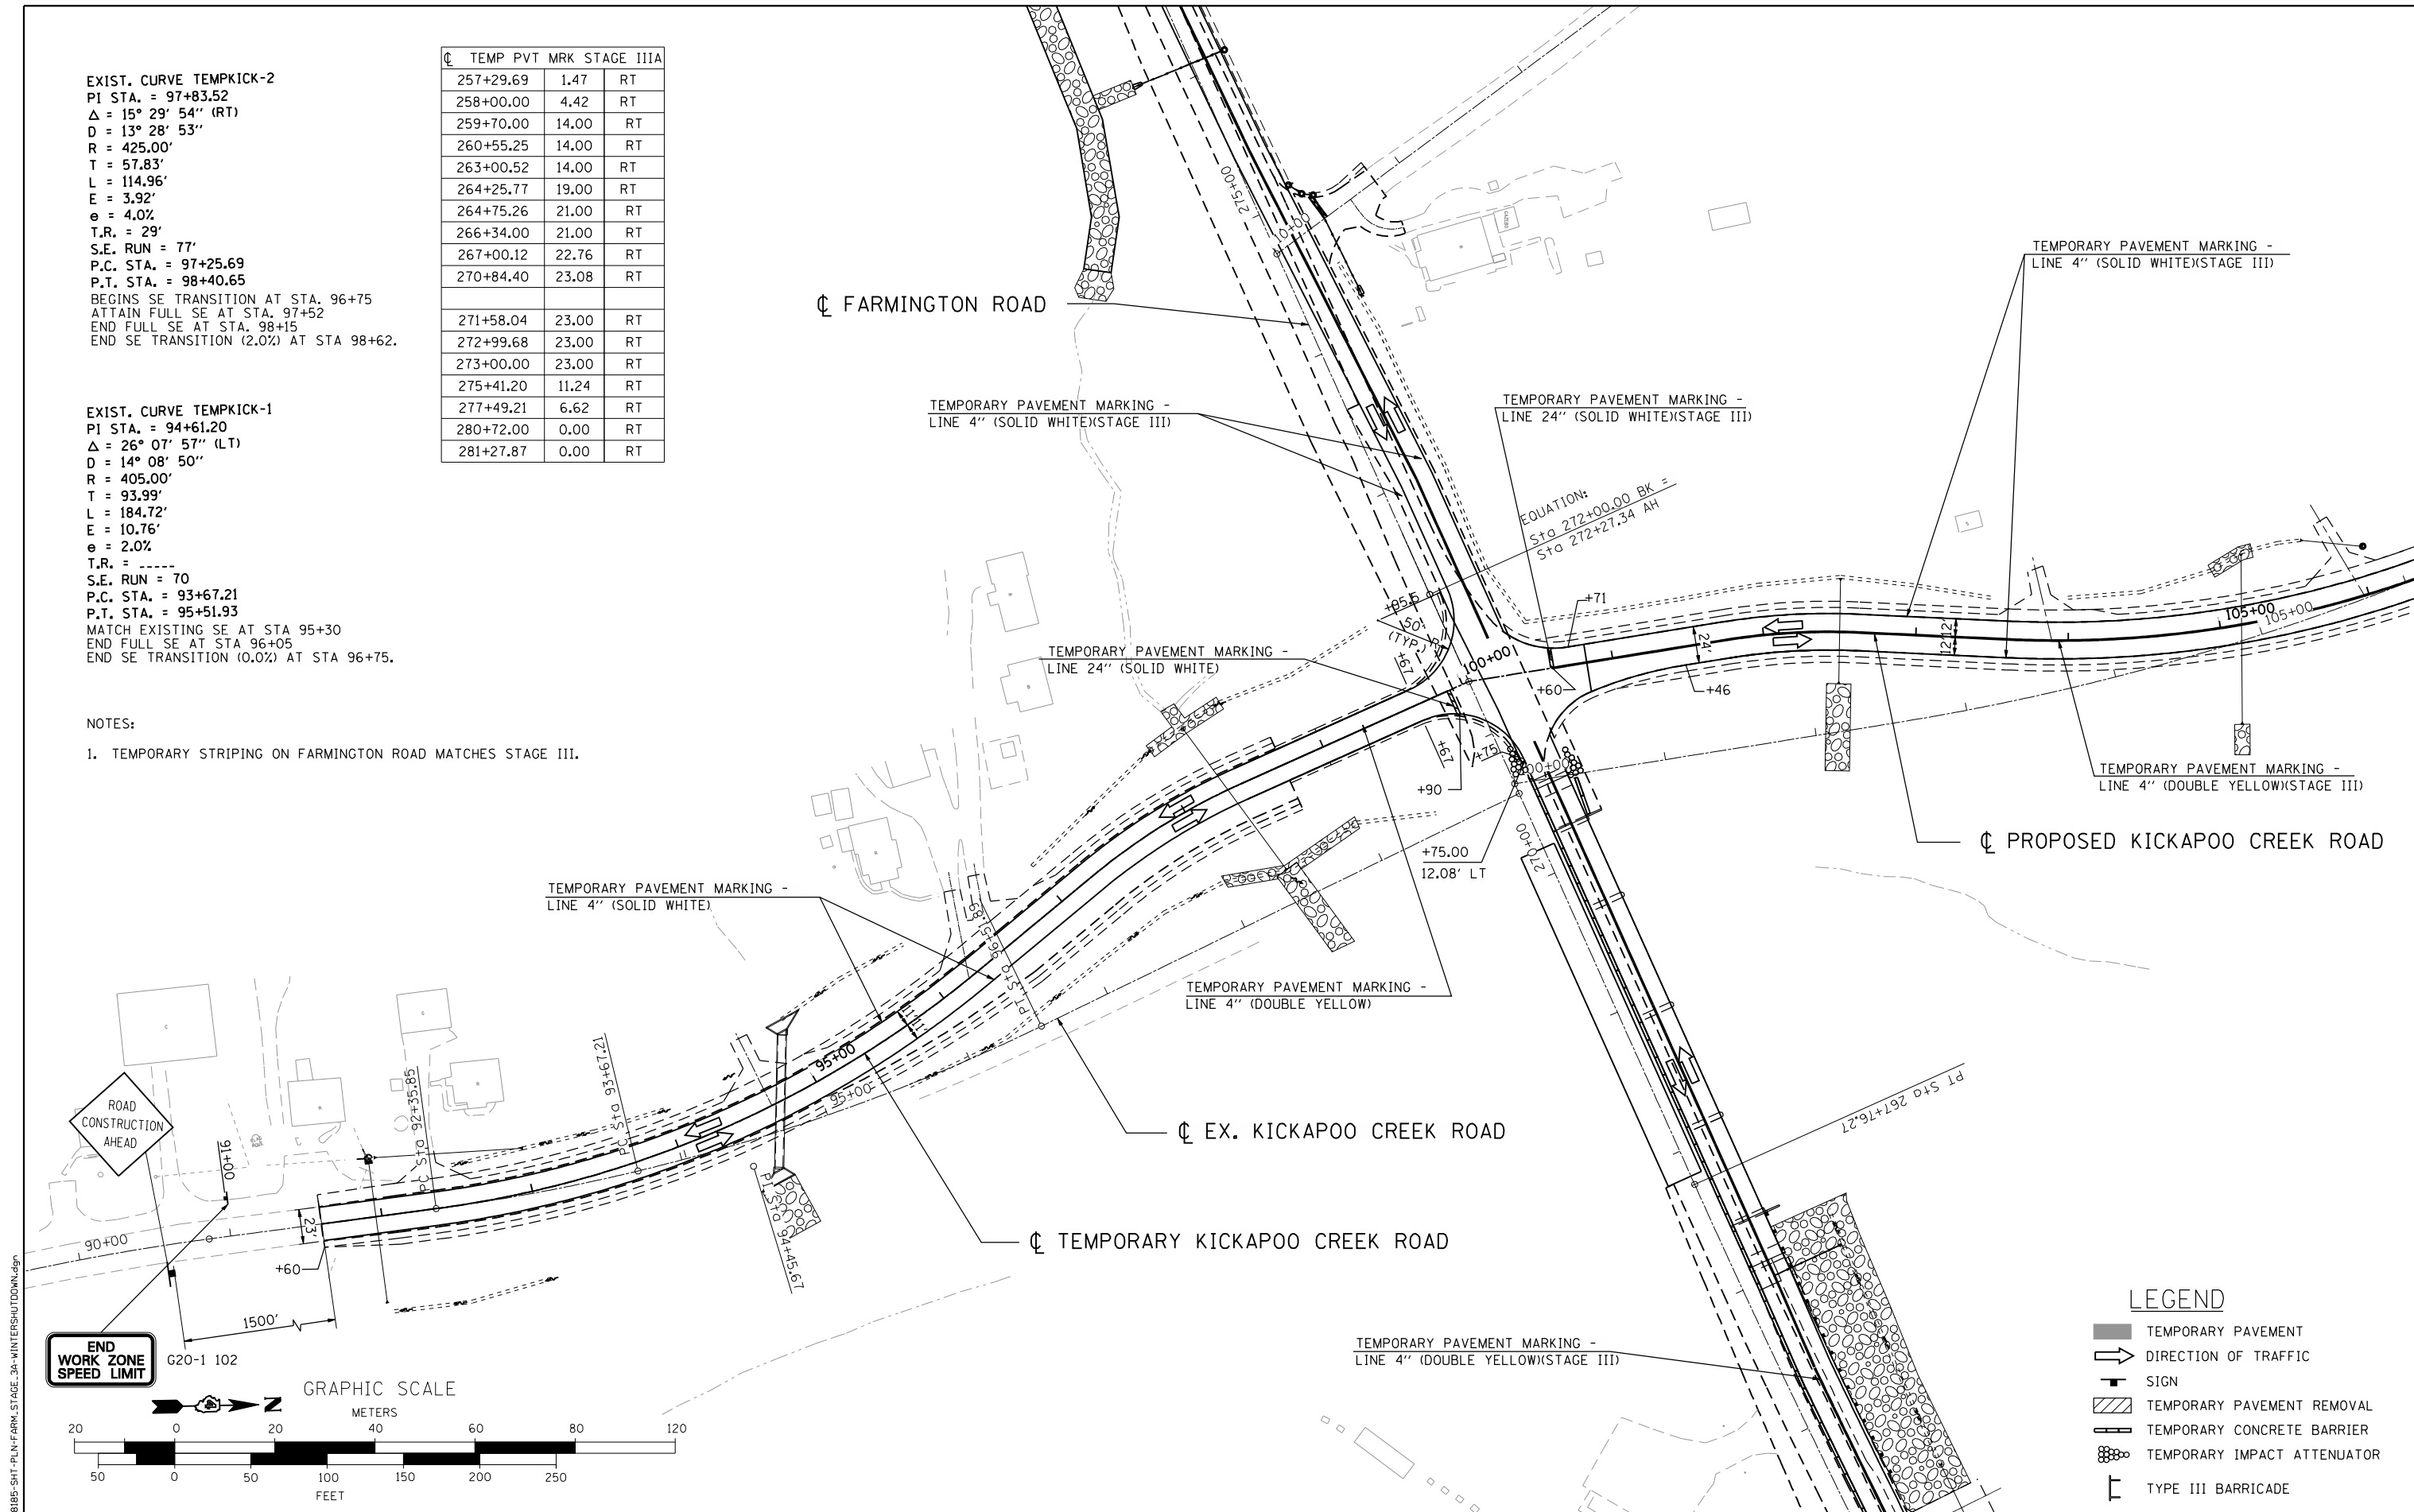 EXIST. CURVE TEMPKICK-2
PI STA. = 97+83.52
Δ = 15° 29' 54'' (RT)
D = 13° 28' 53''
R = 425.00'
T = 57.83'
L = 114.96'
E = 3.92'
e = 4.0%
T.R. = 29'
S.E. RUN = 77'
P.C. STA. = 97+25.69
P.T. STA. = 98+40.65
BEGINS SE TRANSITION AT STA. 96+75
ATTAIN FULL SE AT STA. 97+52
END FULL SE AT STA. 98+15
END SE TRANSITION (2.0%) AT STA 98+62.
EXIST. CURVE TEMPKICK-1
PI STA. = 94+61.20
Δ = 26° 07' 57'' (LT)
D = 14° 08' 50''
R = 405.00'
T = 93.99'
L = 184.72'
E = 10.76'
e = 2.0%
T.R. = -----
S.E. RUN = 70
P.C. STA. = 93+67.21
P.T. STA. = 95+51.93
MATCH EXISTING SE AT STA 95+30
END FULL SE AT STA 96+05
END SE TRANSITION (0.0%) AT STA 96+75.
NOTES:
1. TEMPORARY STRIPING ON FARMINGTON ROAD MATCHES STAGE III.
℄ TEMP PVT MRK STAGE IIIA
257+29.69 1.47 RT
258+00.00 4.42 RT
259+70.00 14.00 RT
260+55.25 14.00 RT
263+00.52 14.00 RT
264+25.77 19.00 RT
264+75.26 21.00 RT
266+34.00 21.00 RT
267+00.12 22.76 RT
270+84.40 23.08 RT
271+58.04 23.00 RT
272+99.68 23.00 RT
273+00.00 23.00 RT
275+41.20 11.24 RT
277+49.21 6.62 RT
280+72.00 0.00 RT
281+27.87 0.00 RT
℄ FARMINGTON ROAD
275+00
TEMPORARY PAVEMENT MARKING -
LINE 4'' (SOLID WHITE)(STAGE III)
TEMPORARY PAVEMENT MARKING -
LINE 4'' (SOLID WHITE)(STAGE III)
TEMPORARY PAVEMENT MARKING -
LINE 24'' (SOLID WHITE)(STAGE III)
EQUATION:
Sta 272+00.00 BK =
Sta 272+27.34 AH
+95.5
50'
(TYP.)
+67
100+00
+71
24'
12'
12'
105+00
105+00
+60
+46
TEMPORARY PAVEMENT MARKING -
LINE 24'' (SOLID WHITE)
+67
+75
+90
+75.00
12.08' LT
270+00
TEMPORARY PAVEMENT MARKING -
LINE 4'' (DOUBLE YELLOW)(STAGE III)
℄ PROPOSED KICKAPOO CREEK ROAD
TEMPORARY PAVEMENT MARKING -
LINE 4'' (SOLID WHITE)
TEMPORARY PAVEMENT MARKING -
LINE 4'' (DOUBLE YELLOW)
℄ EX. KICKAPOO CREEK ROAD
℄ TEMPORARY KICKAPOO CREEK ROAD
PT Sta 96+51.89
95+00
95+00
PC Sta 93+67.21
PC Sta 92+35.85
PI Sta 94+45.67
PT Sta 267+76.27
ROAD
CONSTRUCTION
AHEAD
91+00
90+00
23'
+60
1500'
END
WORK ZONE
SPEED LIMIT
G20-1 102
GRAPHIC SCALE
METERS
20 0 20 40 60 80 120
50 0 50 100 150 200 250
FEET
TEMPORARY PAVEMENT MARKING -
LINE 4'' (DOUBLE YELLOW)(STAGE III)
LEGEND
TEMPORARY PAVEMENT
DIRECTION OF TRAFFIC
SIGN
TEMPORARY PAVEMENT REMOVAL
TEMPORARY CONCRETE BARRIER
TEMPORARY IMPACT ATTENUATOR
TYPE III BARRICADE
8185-SHT-PLN-FARM_STAGE_3A-WINTERSHUTDOWN.dgn